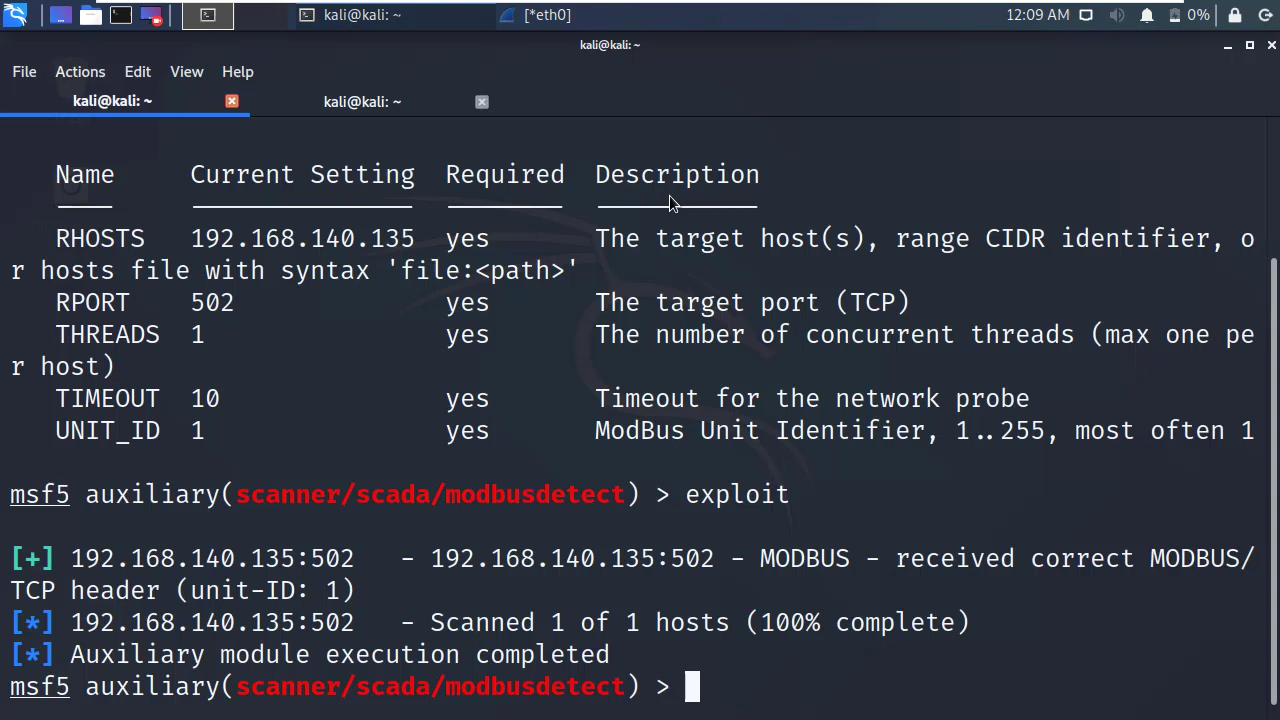 kali@kali: ~ [*eth0] 12:09 AM 0%
kali@kali: ~
File Actions Edit View Help
kali@kali: ~ kali@kali: ~
Name Current Setting Required Description
RHOSTS 192.168.140.135 yes The target host(s), range CIDR identifier, o
r hosts file with syntax 'file:<path>'
RPORT 502 yes The target port (TCP)
THREADS 1 yes The number of concurrent threads (max one pe
r host)
TIMEOUT 10 yes Timeout for the network probe
UNIT_ID 1 yes ModBus Unit Identifier, 1..255, most often 1
msf5 auxiliary(scanner/scada/modbusdetect) > exploit
[+] 192.168.140.135:502 - 192.168.140.135:502 - MODBUS - received correct MODBUS/
TCP header (unit-ID: 1)
[*] 192.168.140.135:502 - Scanned 1 of 1 hosts (100% complete)
[*] Auxiliary module execution completed
msf5 auxiliary(scanner/scada/modbusdetect) >